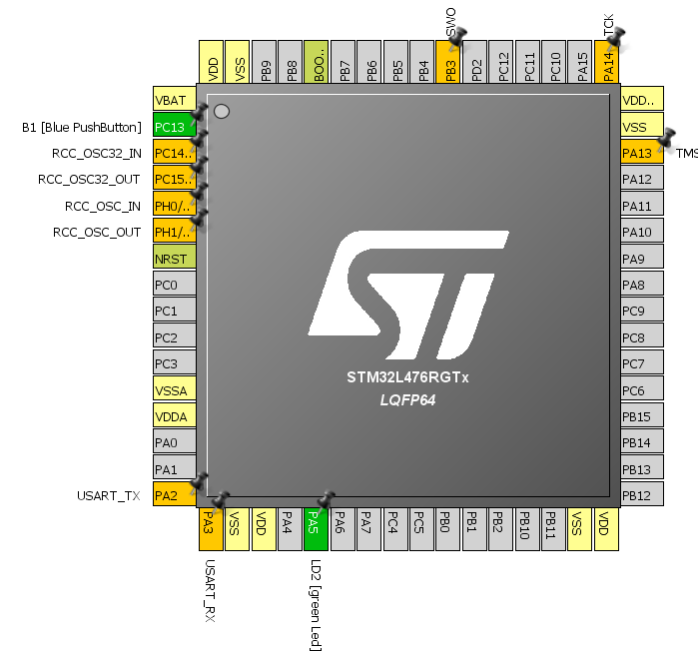 SWO
TCK
VDD
VSS
PB9
PB8
BOO..
PB7
PB6
PB5
PB4
PB3
PD2
PC12
PC11
PC10
PA15
PA14
VBAT
VDD..
B1 [Blue PushButton] PC13
VSS
RCC_OSC32_IN PC14..
PA13 TMS
RCC_OSC32_OUT PC15..
PA12
RCC_OSC_IN PH0/..
PA11
RCC_OSC_OUT PH1/..
PA10
NRST
PA9
PC0
PA8
PC1
PC9
PC2
PC8
PC3
PC7
VSSA
PC6
VDDA
PB15
PA0
PB14
PA1
PB13
USART_TX PA2
PB12
ST
STM32L476RGTx
LQFP64
PA3
VSS
VDD
PA4
PA5
PA6
PA7
PC4
PC5
PB0
PB1
PB2
PB10
PB11
VSS
VDD
USART_RX
LD2 [green Led]